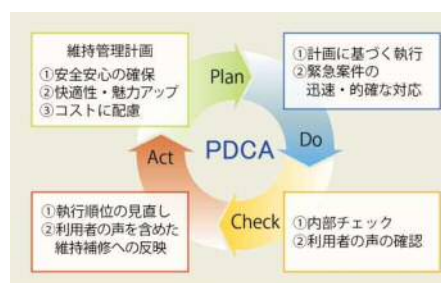 維持管理計画
①安全安心の確保
②快適性・魅力アップ
③コストに配慮
Plan
①計画に基づく執行
②緊急案件の
迅速・的確な対応
Act
PDCA
Do
①執行順位の見直し
②利用者の声を含めた
維持補修への反映
Check
①内部チェック
②利用者の声の確認